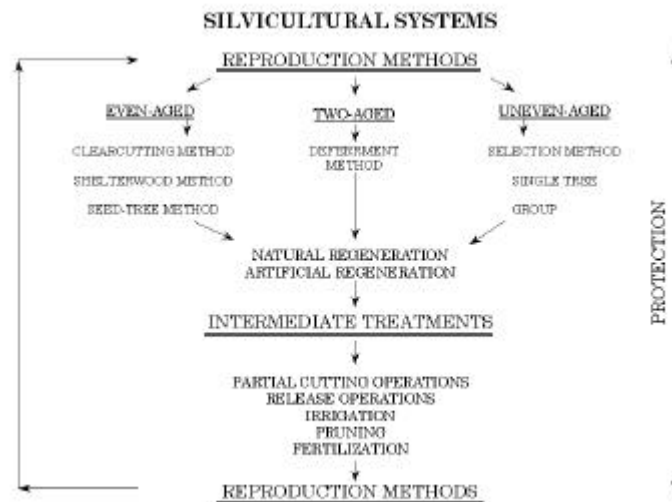 SILVICULTURAL SYSTEMS
REPRODUCTION METHODS
EVEN-AGED
TWO-AGED
UNEVEN-AGED
CLEARCUTTING METHOD
DEFERMENT
METHOD
SELECTION METHOD
SHELTERWOOD METHOD
SINGLE TREE
SEED-TREE METHOD
GROUP
NATURAL REGENERATION
ARTIFICIAL REGENERATION
PROTECTION
INTERMEDIATE TREATMENTS
PARTIAL CUTTING OPERATIONS
RELEASE OPERATIONS
IRRIGATION
PRUNING
FERTILIZATION
REPRODUCTION METHODS